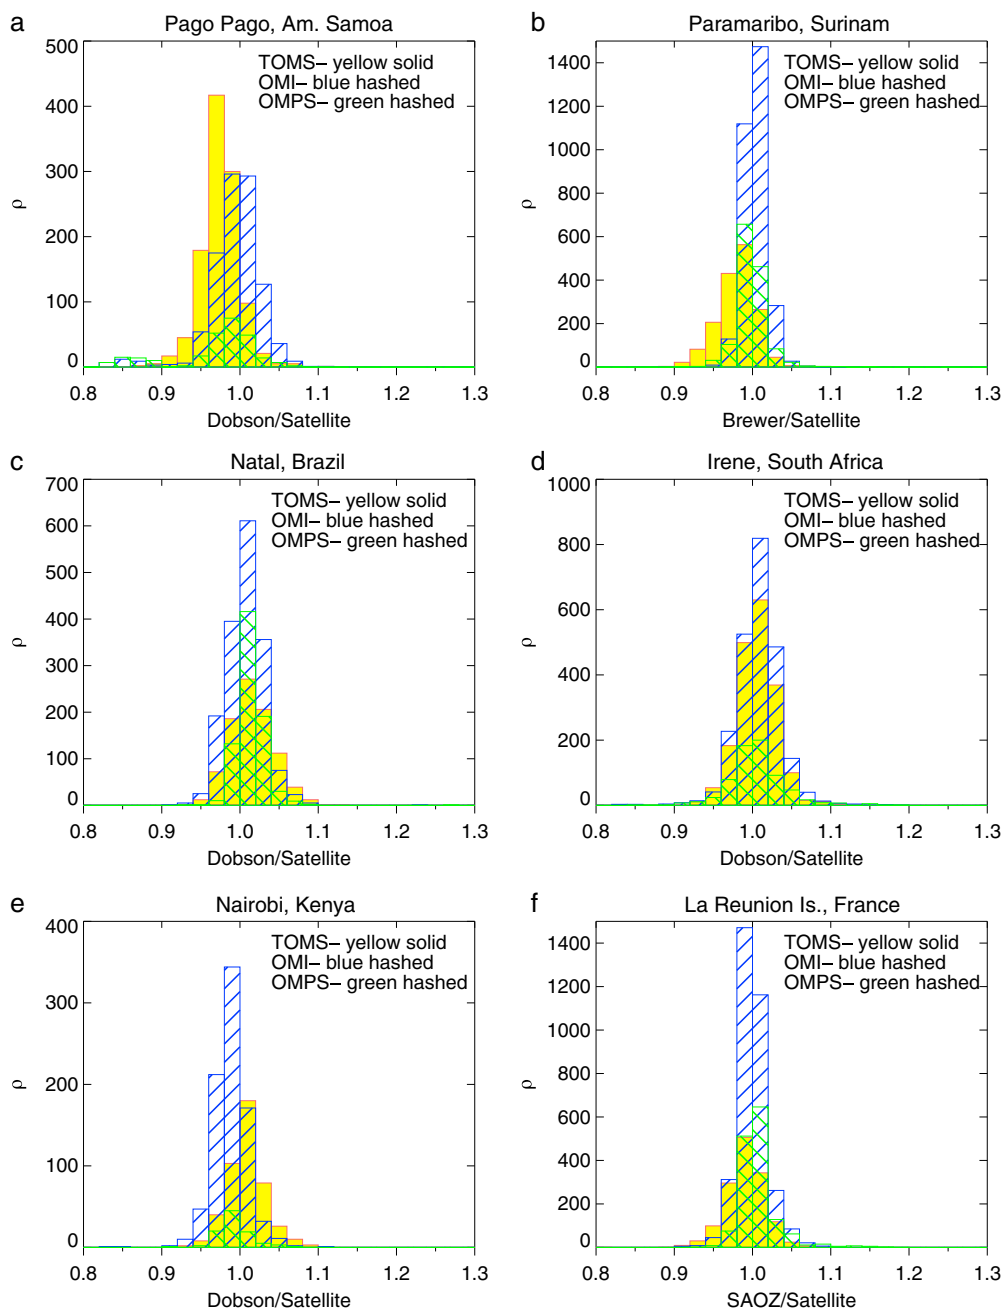 a
Pago Pago, Am. Samoa
TOMS– yellow solid
OMI– blue hashed
OMPS– green hashed
500
400
300
200
100
0
ρ
0.8 0.9 1.0 1.1 1.2 1.3
Dobson/Satellite
b
Paramaribo, Surinam
TOMS– yellow solid
OMI– blue hashed
OMPS– green hashed
1400
1200
1000
800
600
400
200
0
ρ
0.8 0.9 1.0 1.1 1.2 1.3
Brewer/Satellite
c
Natal, Brazil
TOMS– yellow solid
OMI– blue hashed
OMPS– green hashed
700
600
500
400
300
200
100
0
ρ
0.8 0.9 1.0 1.1 1.2 1.3
Dobson/Satellite
d
Irene, South Africa
TOMS– yellow solid
OMI– blue hashed
OMPS– green hashed
1000
800
600
400
200
0
ρ
0.8 0.9 1.0 1.1 1.2 1.3
Dobson/Satellite
e
Nairobi, Kenya
TOMS– yellow solid
OMI– blue hashed
OMPS– green hashed
400
300
200
100
0
ρ
0.8 0.9 1.0 1.1 1.2 1.3
Dobson/Satellite
f
La Reunion Is., France
TOMS– yellow solid
OMI– blue hashed
OMPS– green hashed
1400
1200
1000
800
600
400
200
0
ρ
0.8 0.9 1.0 1.1 1.2 1.3
SAOZ/Satellite